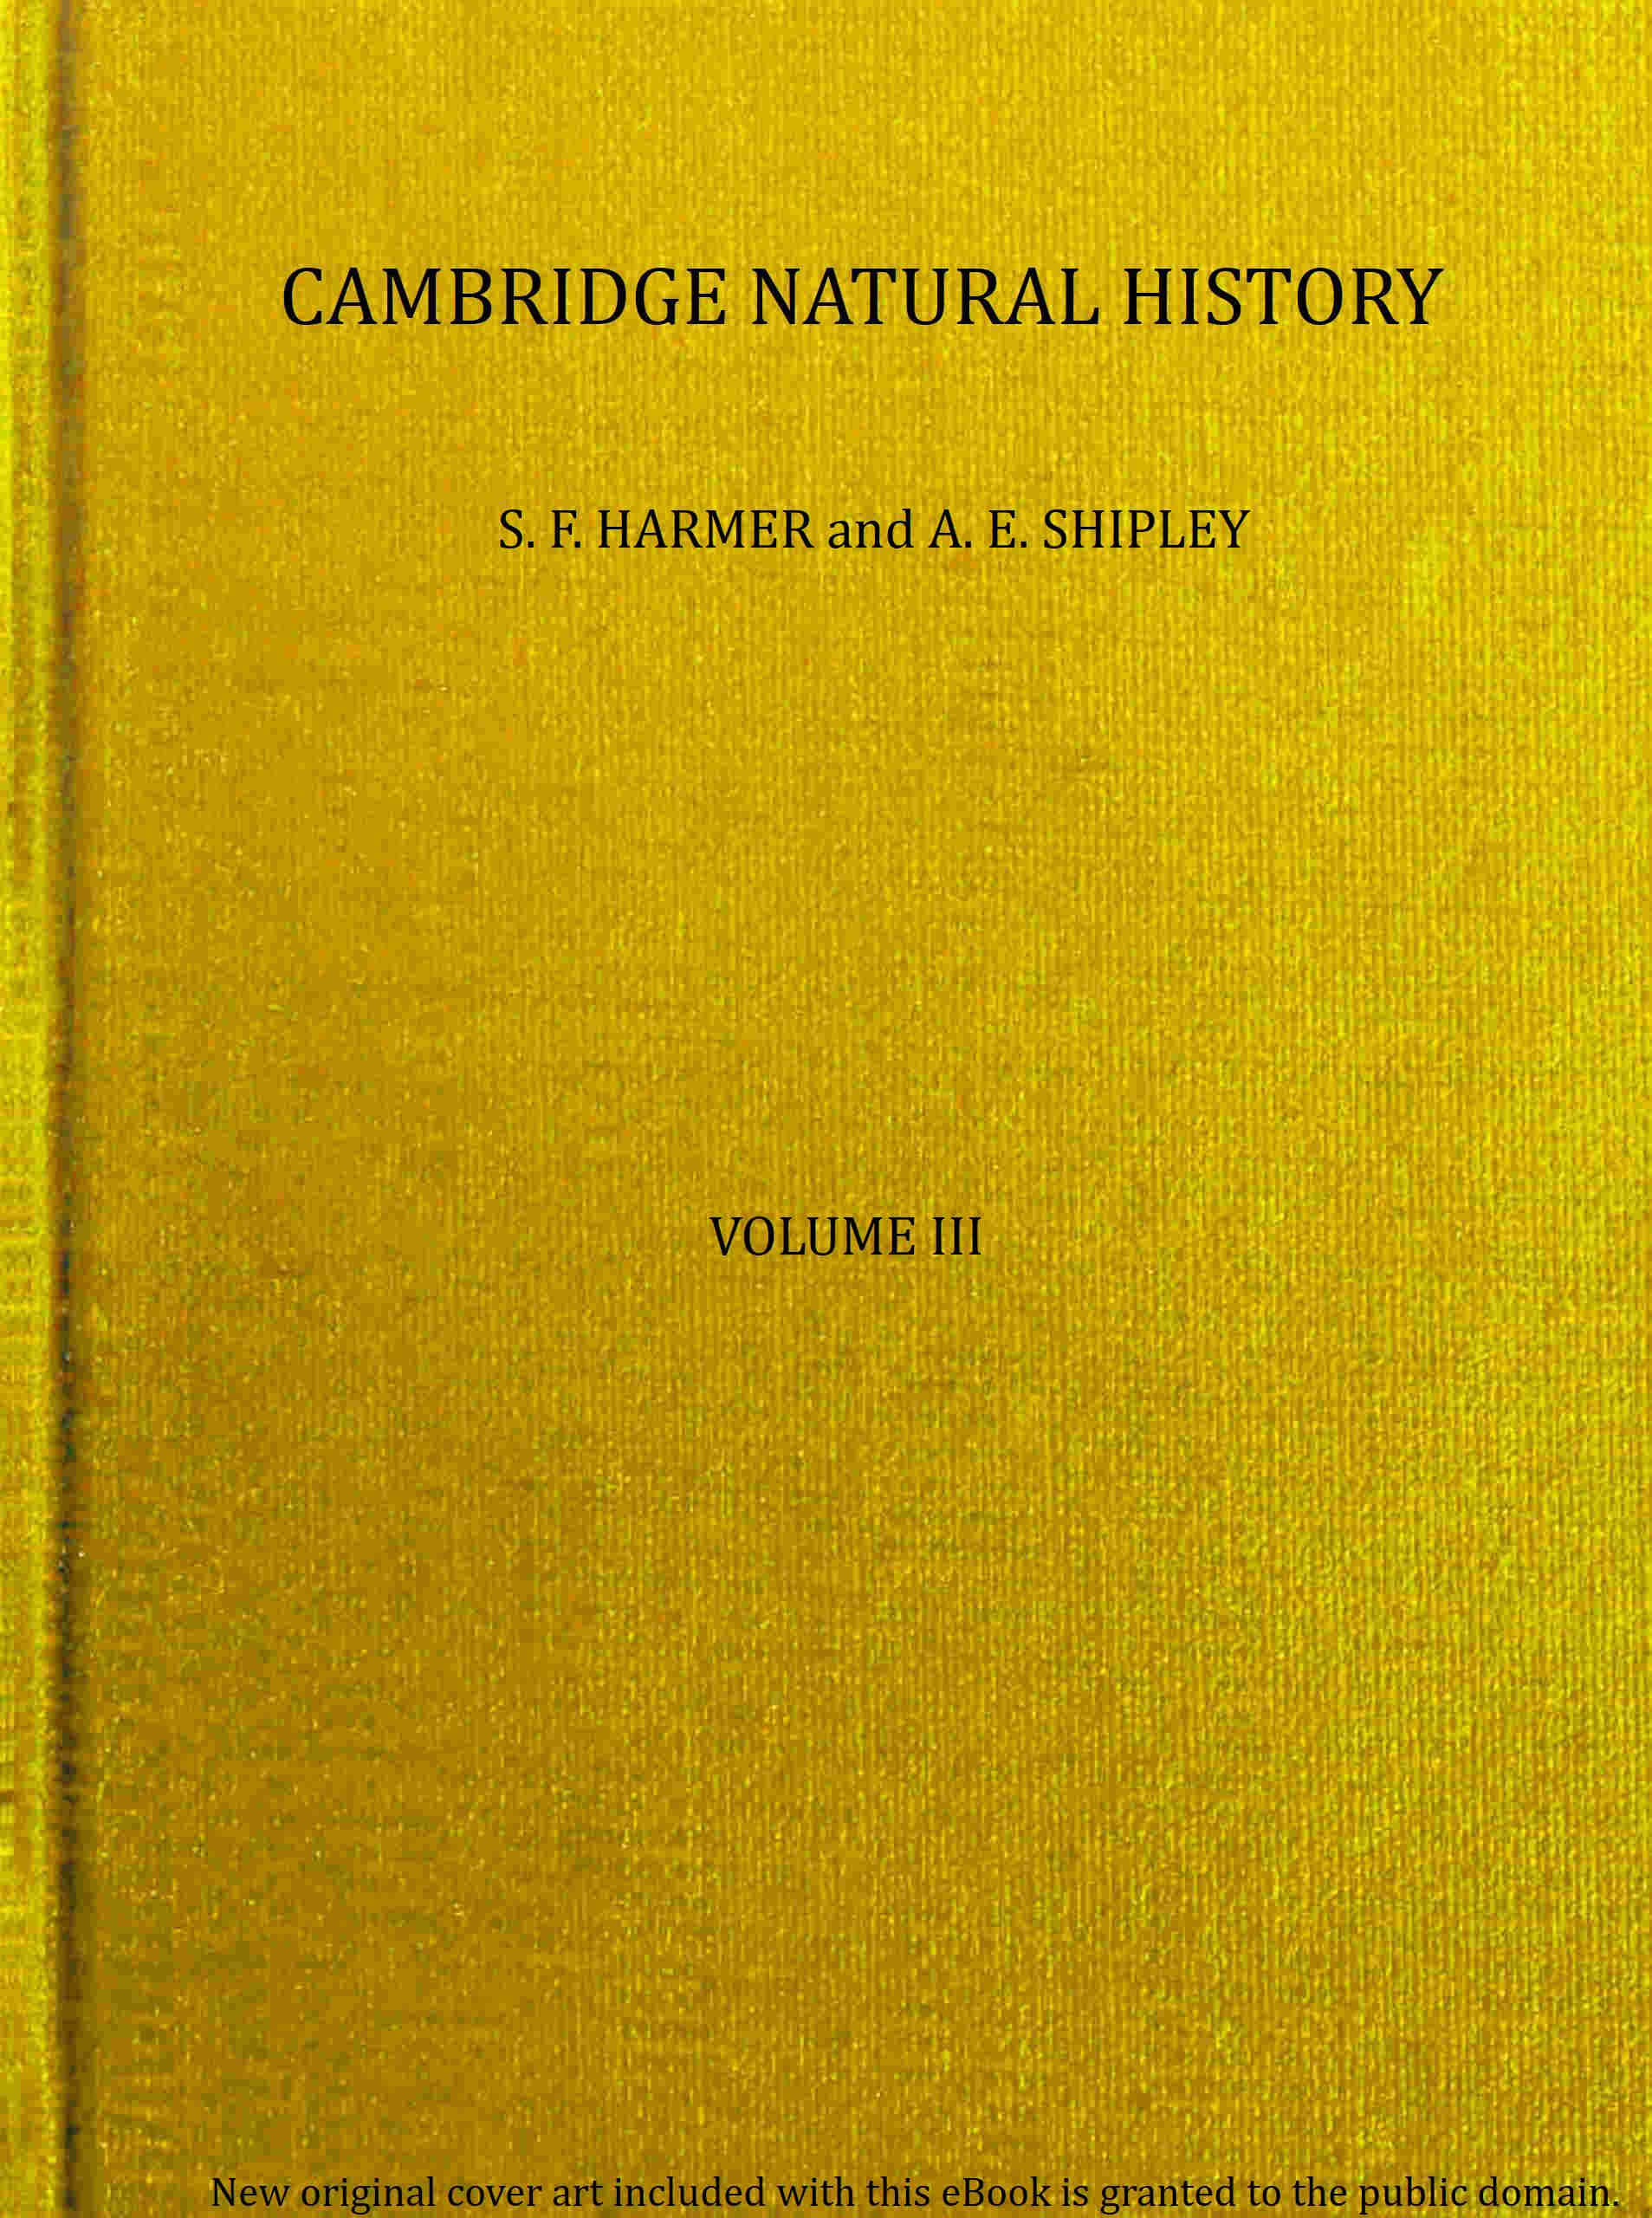 CAMBRIDGE NATURAL HISTORY
S. F. HARMER and A. E. SHIPLEY
VOLUME III
New original cover art included with this eBook is granted to the public domain.